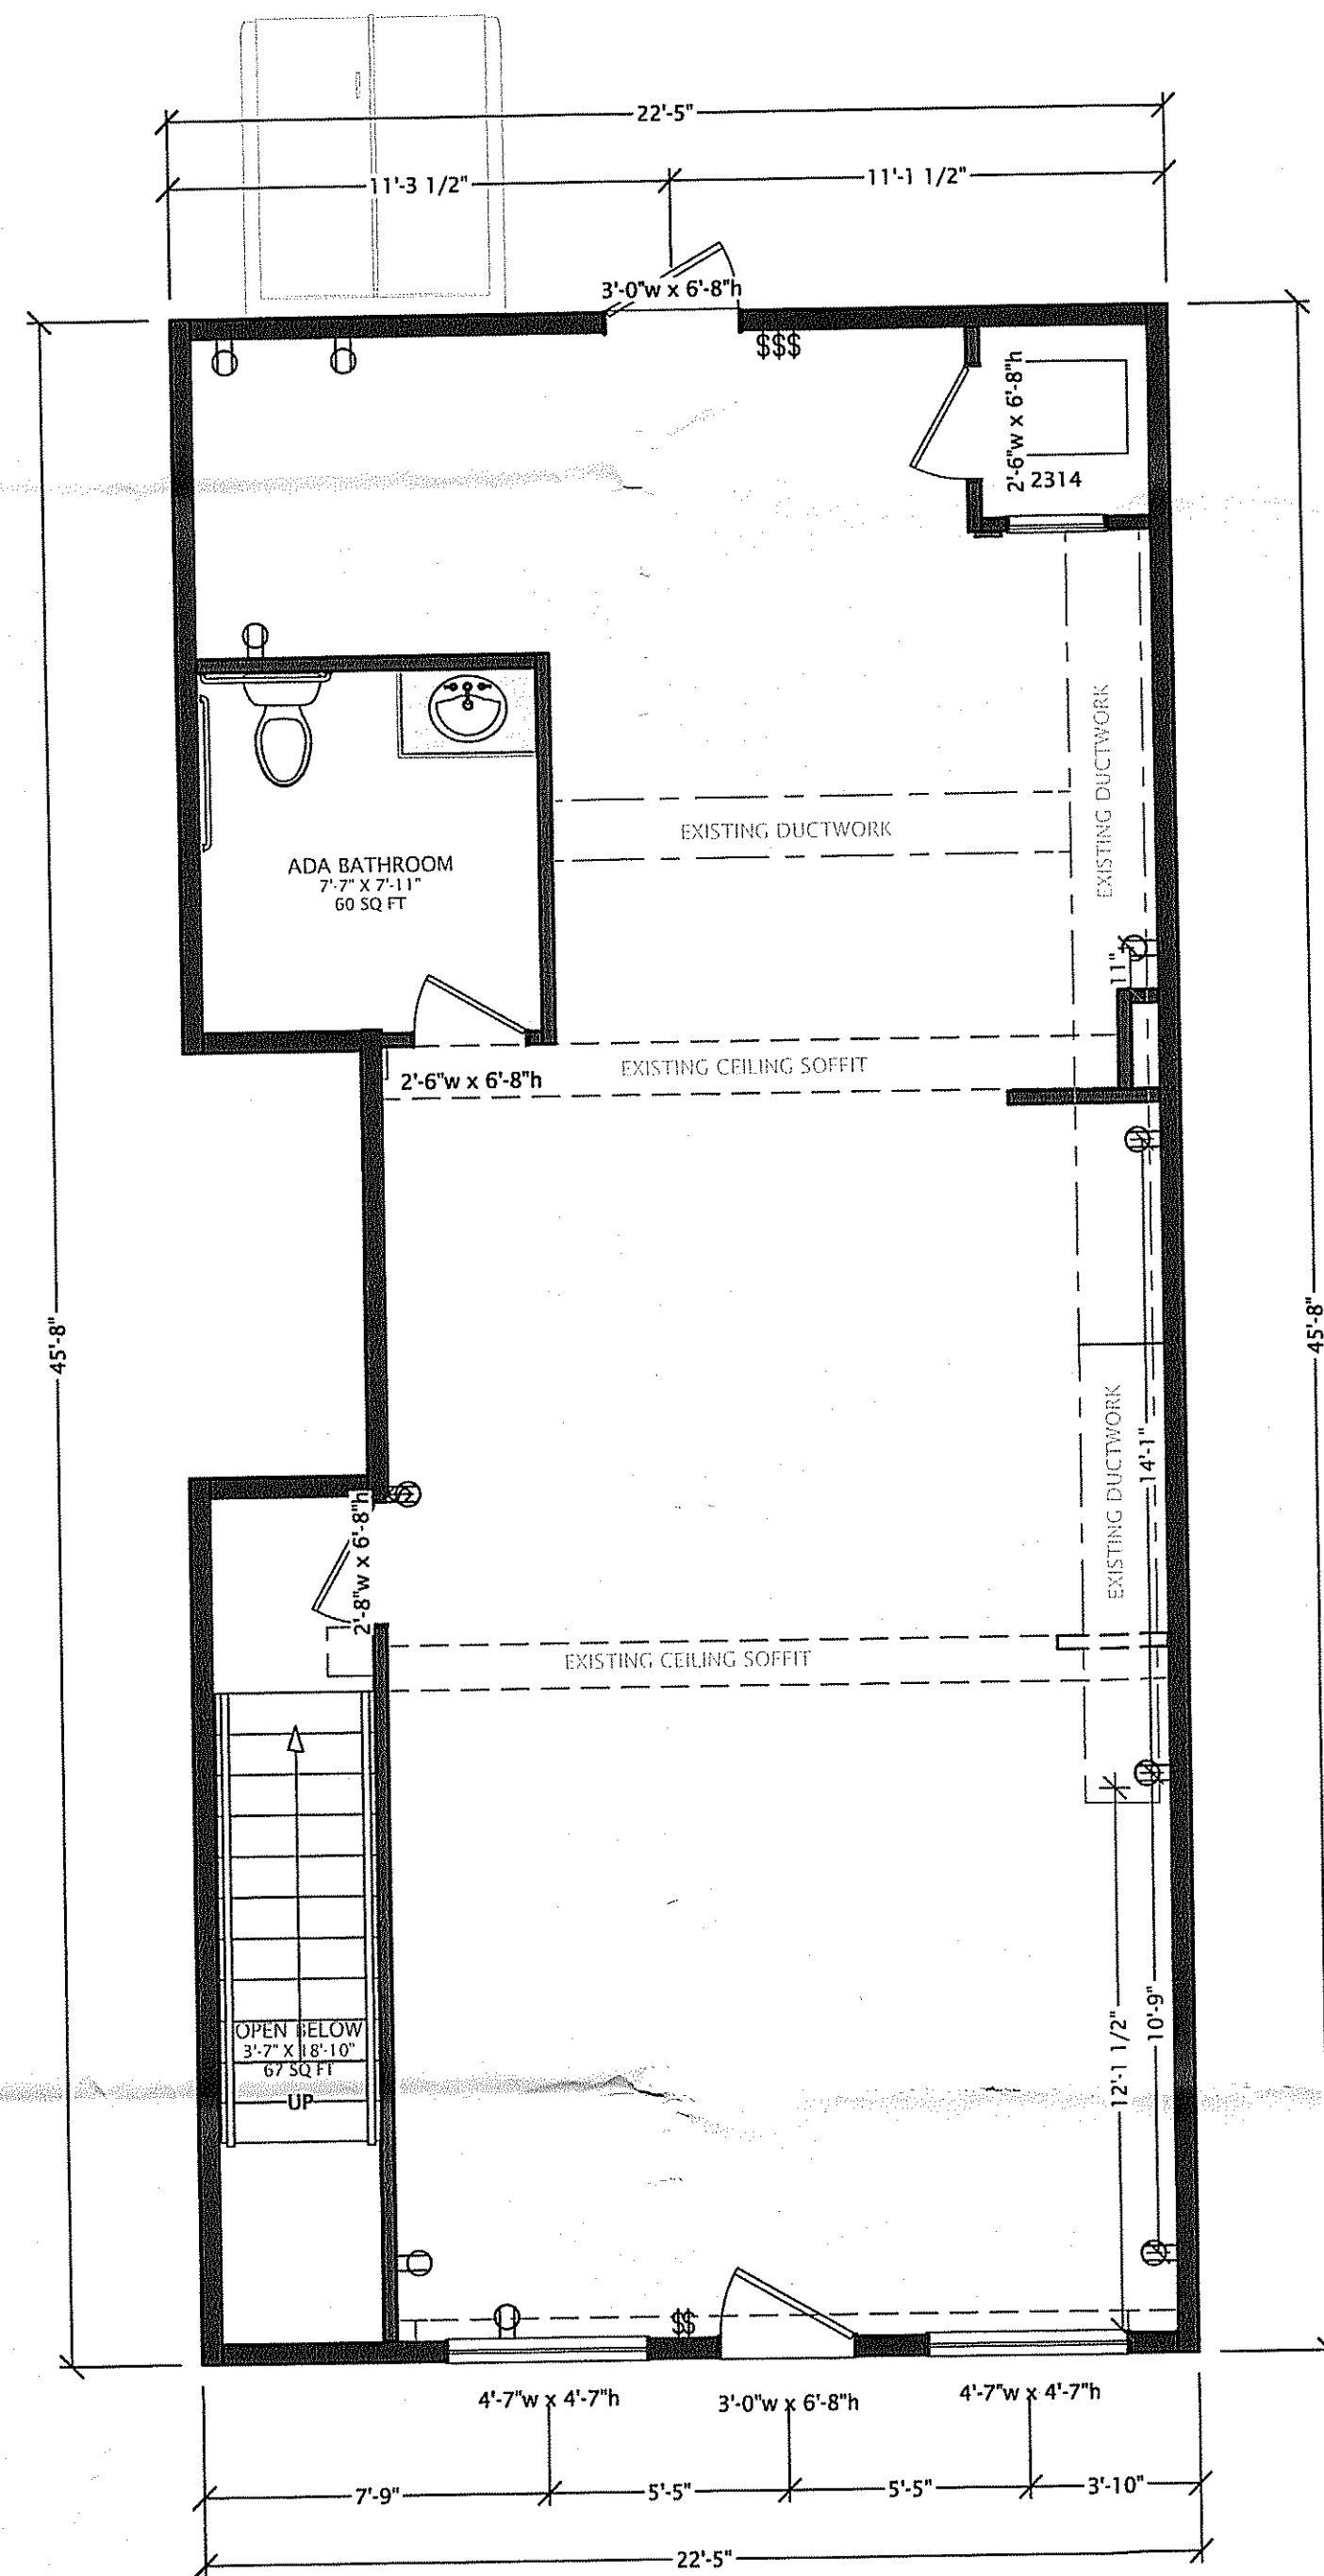 22'-5"
11'-3 1/2"
11'-1 1/2"
3'-0"w x 6'-8"h
$$$
2'-6"w x 6'-8"h
2314
EXISTING DUCTWORK
EXISTING DUCTWORK
ADA BATHROOM
7'-7" X 7'-11"
60 SQ FT
11"
EXISTING CEILING SOFFIT
2'-6"w x 6'-8"h
45'-8"
45'-8"
EXISTING DUCTWORK
14'-1"
2'-8"w x 6'-8"h
EXISTING CEILING SOFFIT
OPEN BELOW
3'-7" X 18'-10"
67 SQ FT
UP
12'-1 1/2"
10'-9"
$$
4'-7"w x 4'-7"h
3'-0"w x 6'-8"h
4'-7"w x 4'-7"h
7'-9"
5'-5"
5'-5"
3'-10"
22'-5"